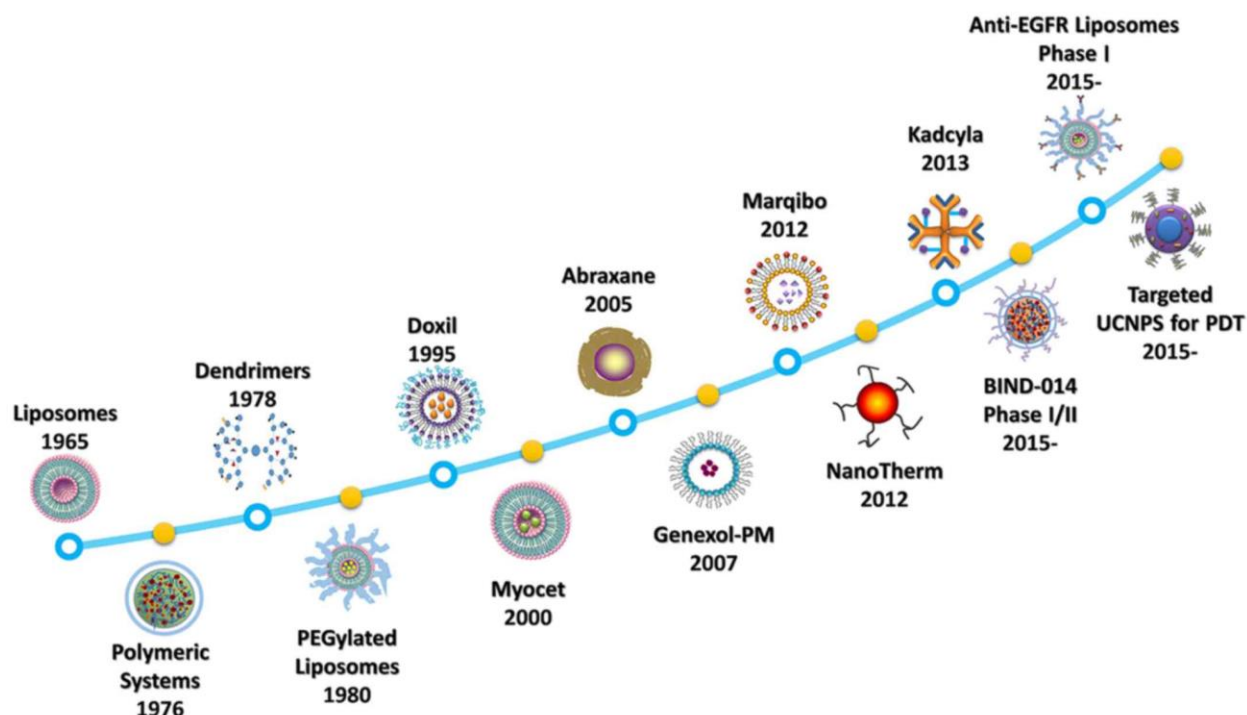 Liposomes
1965
Polymeric
Systems
1976
Dendrimers
1978
PEGylated
Liposomes
1980
Doxil
1995
Myocet
2000
Abraxane
2005
Genexol-PM
2007
Marqibo
2012
NanoTherm
2012
Kadcyla
2013
BIND-014
Phase I/II
2015-
Anti-EGFR Liposomes
Phase I
2015-
Targeted
UCNPS for PDT
2015-